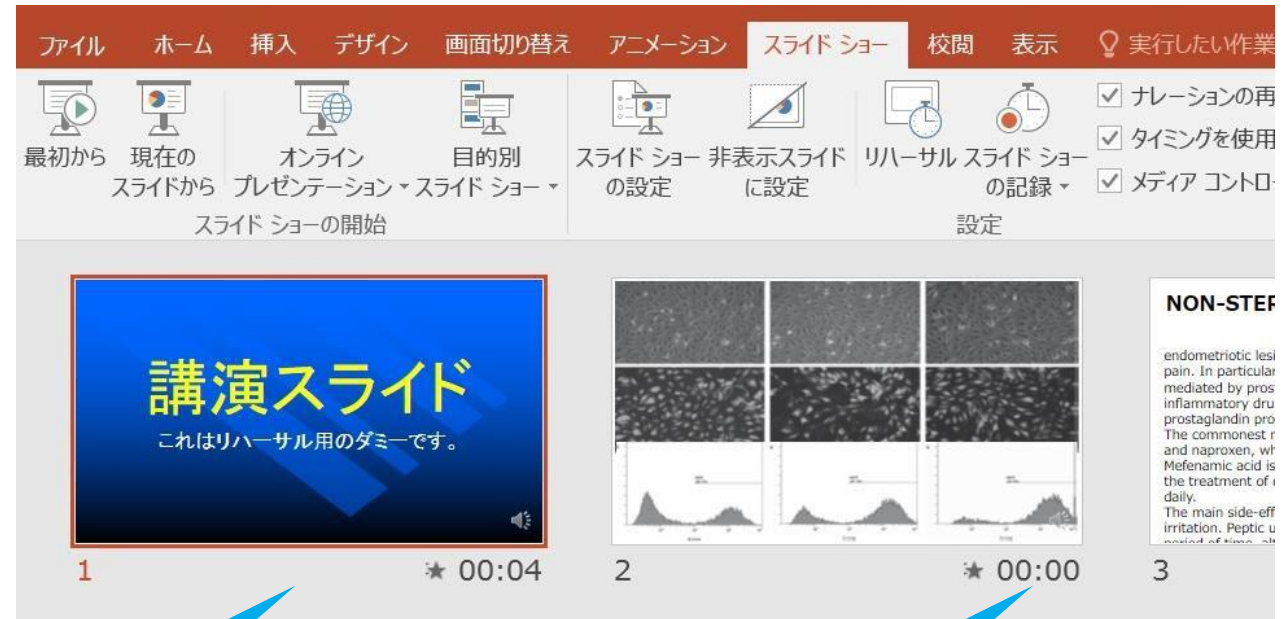 ファイル ホーム 挿入 デザイン 画面切り替え アニメーション スライド ショー 校閲 表示 実行したい作業
最初から
現在の
スライドから
オンライン
プレゼンテーション
目的別
スライド ショー
スライド ショー
の設定
非表示スライド
に設定
リハーサル
スライド ショー
の記録
ナレーションの再
タイミングを使用
メディア コントロー
スライド ショーの開始
設定
講演スライド
これはリハーサル用のダミーです。
NON-STER
endometriotic lesi
pain. In particular
mediated by pros
inflammatory dru
prostaglandin pro
The commonest r
and naproxen, wh
Mefenamic acid is
the treatment of
daily.
The main side-eff
irritation. Peptic u
1
00:04
2
00:00
3